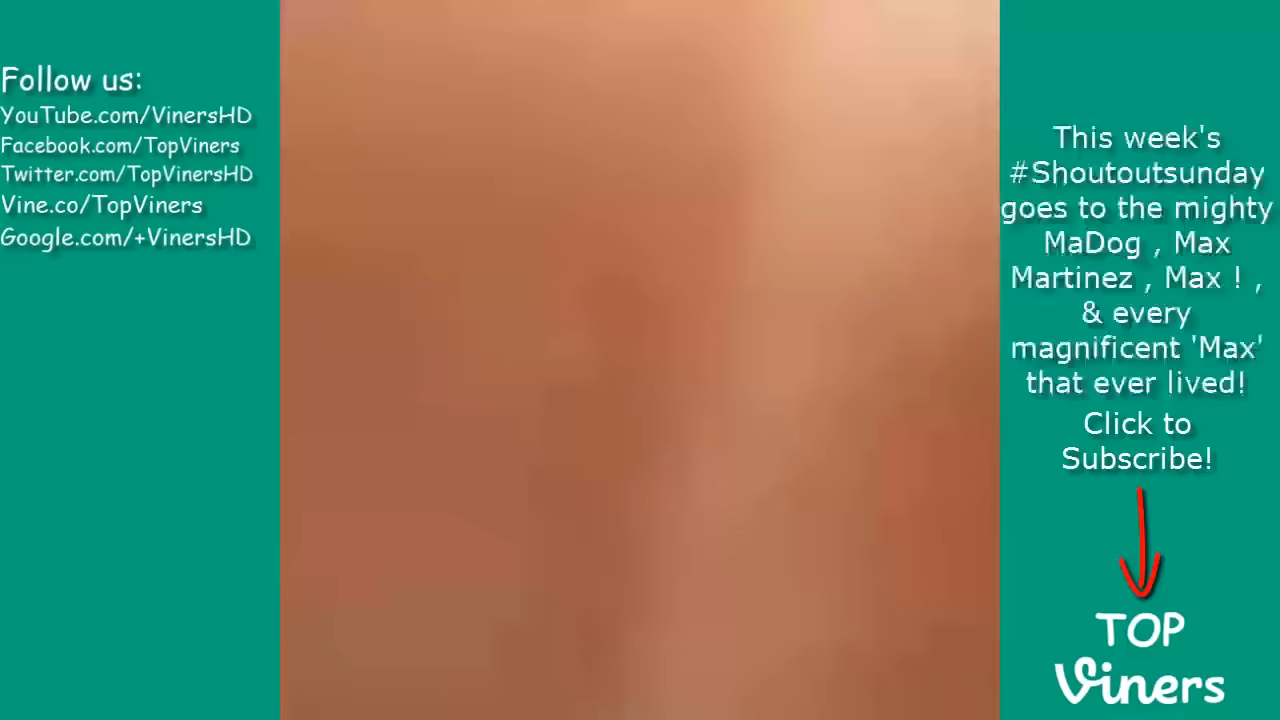 Follow us:
YouTube.com/VinersHD
Facebook.com/TopViners
Twitter.com/TopVinersHD
Vine.co/TopViners
Google.com/+VinersHD
This week's
#Shoutoutsunday
goes to the mighty
MaDog , Max
Martinez , Max ! ,
& every
magnificent 'Max'
that ever lived!
Click to
Subscribe!
TOP
Viners